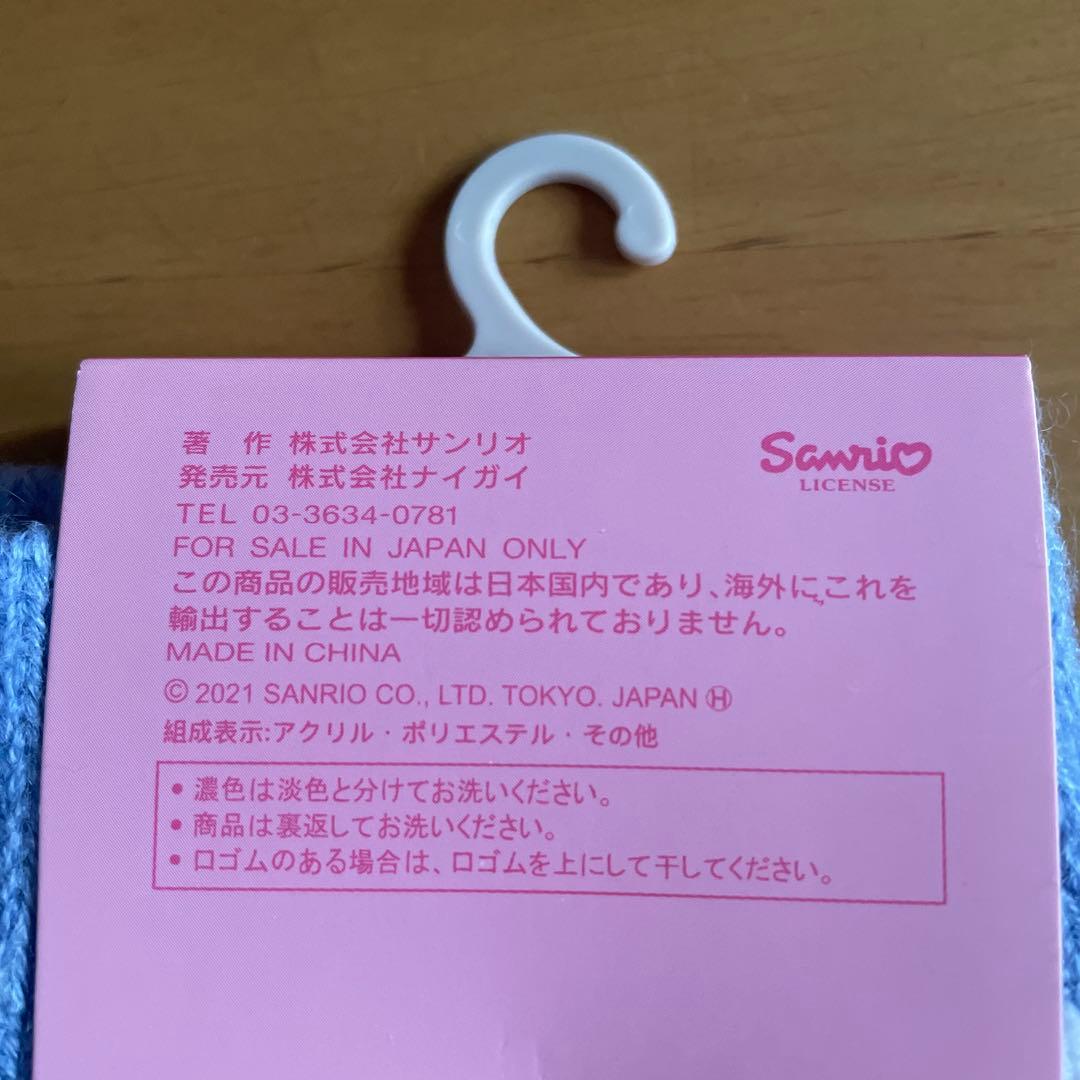 著 作 株式会社サンリオ
Sanrio
LICENSE
発売元 株式会社ナイガイ
TEL 03-3634-0781
FOR SALE IN JAPAN ONLY
この商品の販売地域は日本国内であり、海外にこれを
輸出することは一切認められておりません。
MADE IN CHINA
© 2021 SANRIO CO., LTD. TOKYO. JAPAN Ⓗ
組成表示:アクリル・ポリエステル・その他
• 濃色は淡色と分けてお洗いください。
• 商品は裏返してお洗いください。
• 口ゴムのある場合は、口ゴムを上にして干してください。